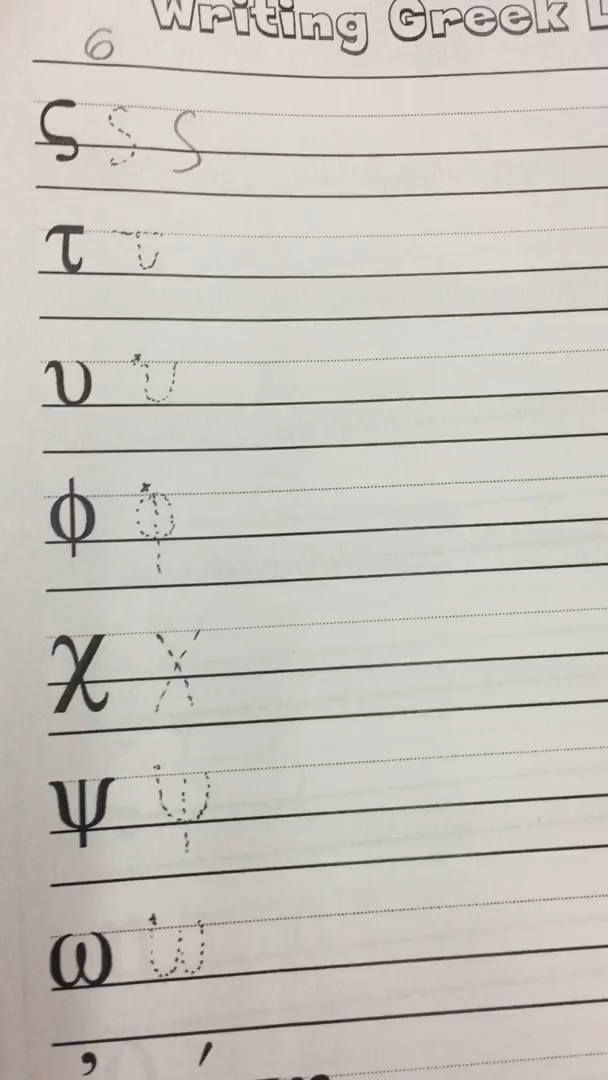 Writing Greek
6
ς ς ς
τ τ
υ υ
φ φ
χ χ
ψ ψ
ω ω